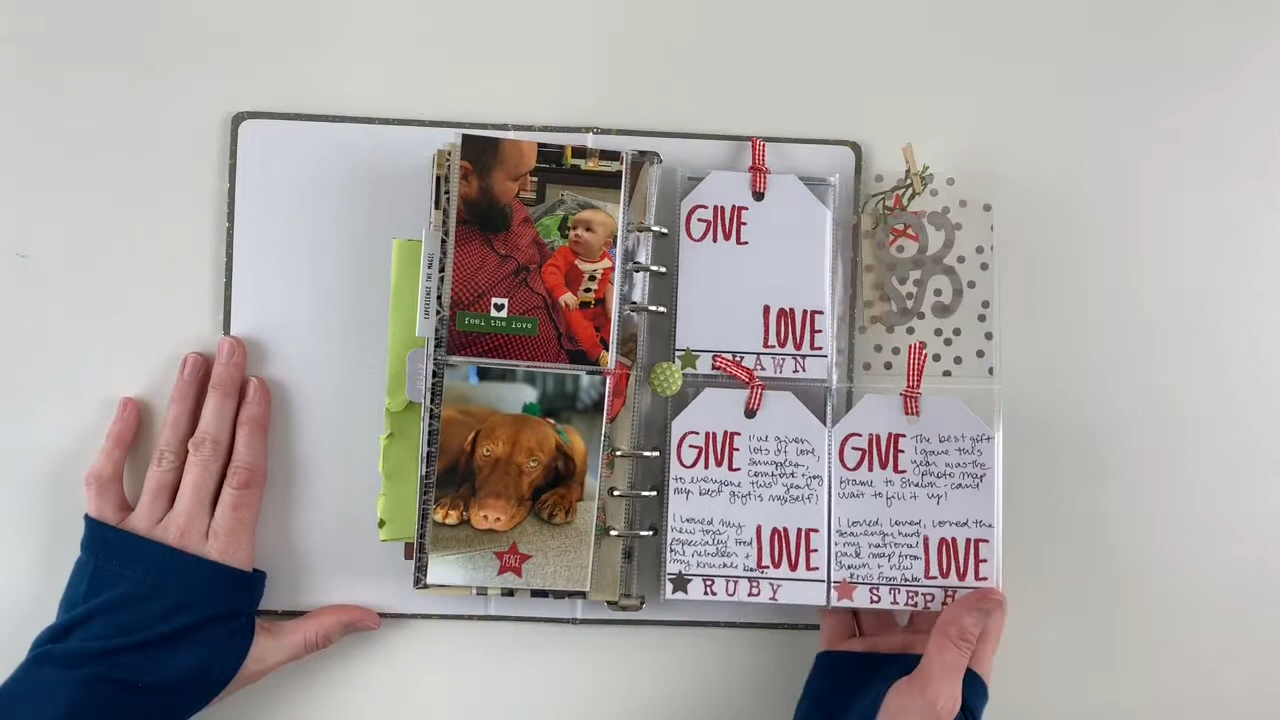 EXPERIENCE THE MAGIC
feel the love
PEACE
GIVE
LOVE
SHAWN
GIVE I've given
lots of love,
snuggles,
comfort + joy
to everyone this year
my best gift is myself!
I loved my
new toys
especially Fred
the reindeer +
my knuckle bone.
LOVE
RUBY
GIVE The best gift
I gave this
year was the
photo map
frame to Shawn - can't
wait to fill it up!
I loved, loved, loved the
scavenger hunt
+ my national
park map from
Shawn + new
from Amber.
LOVE
STEPH